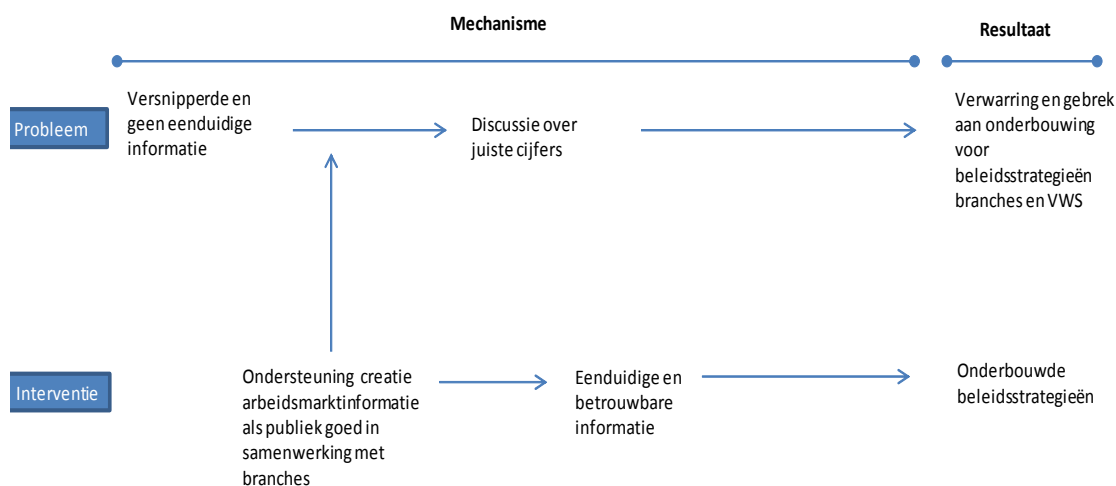 Mechanisme
Resultaat
Probleem
Versnipperde en
geen eenduidige
informatie
Discussie over
juiste cijfers
Verwarring en gebrek
aan onderbouwing
voor
beleidsstrategieën
branches en VWS
Interventie
Ondersteuning creatie
arbeidsmarktinformatie
als publiek goed in
samenwerking met
branches
Eenduidige en
betrouwbare
informatie
Onderbouwde
beleidsstrategieën